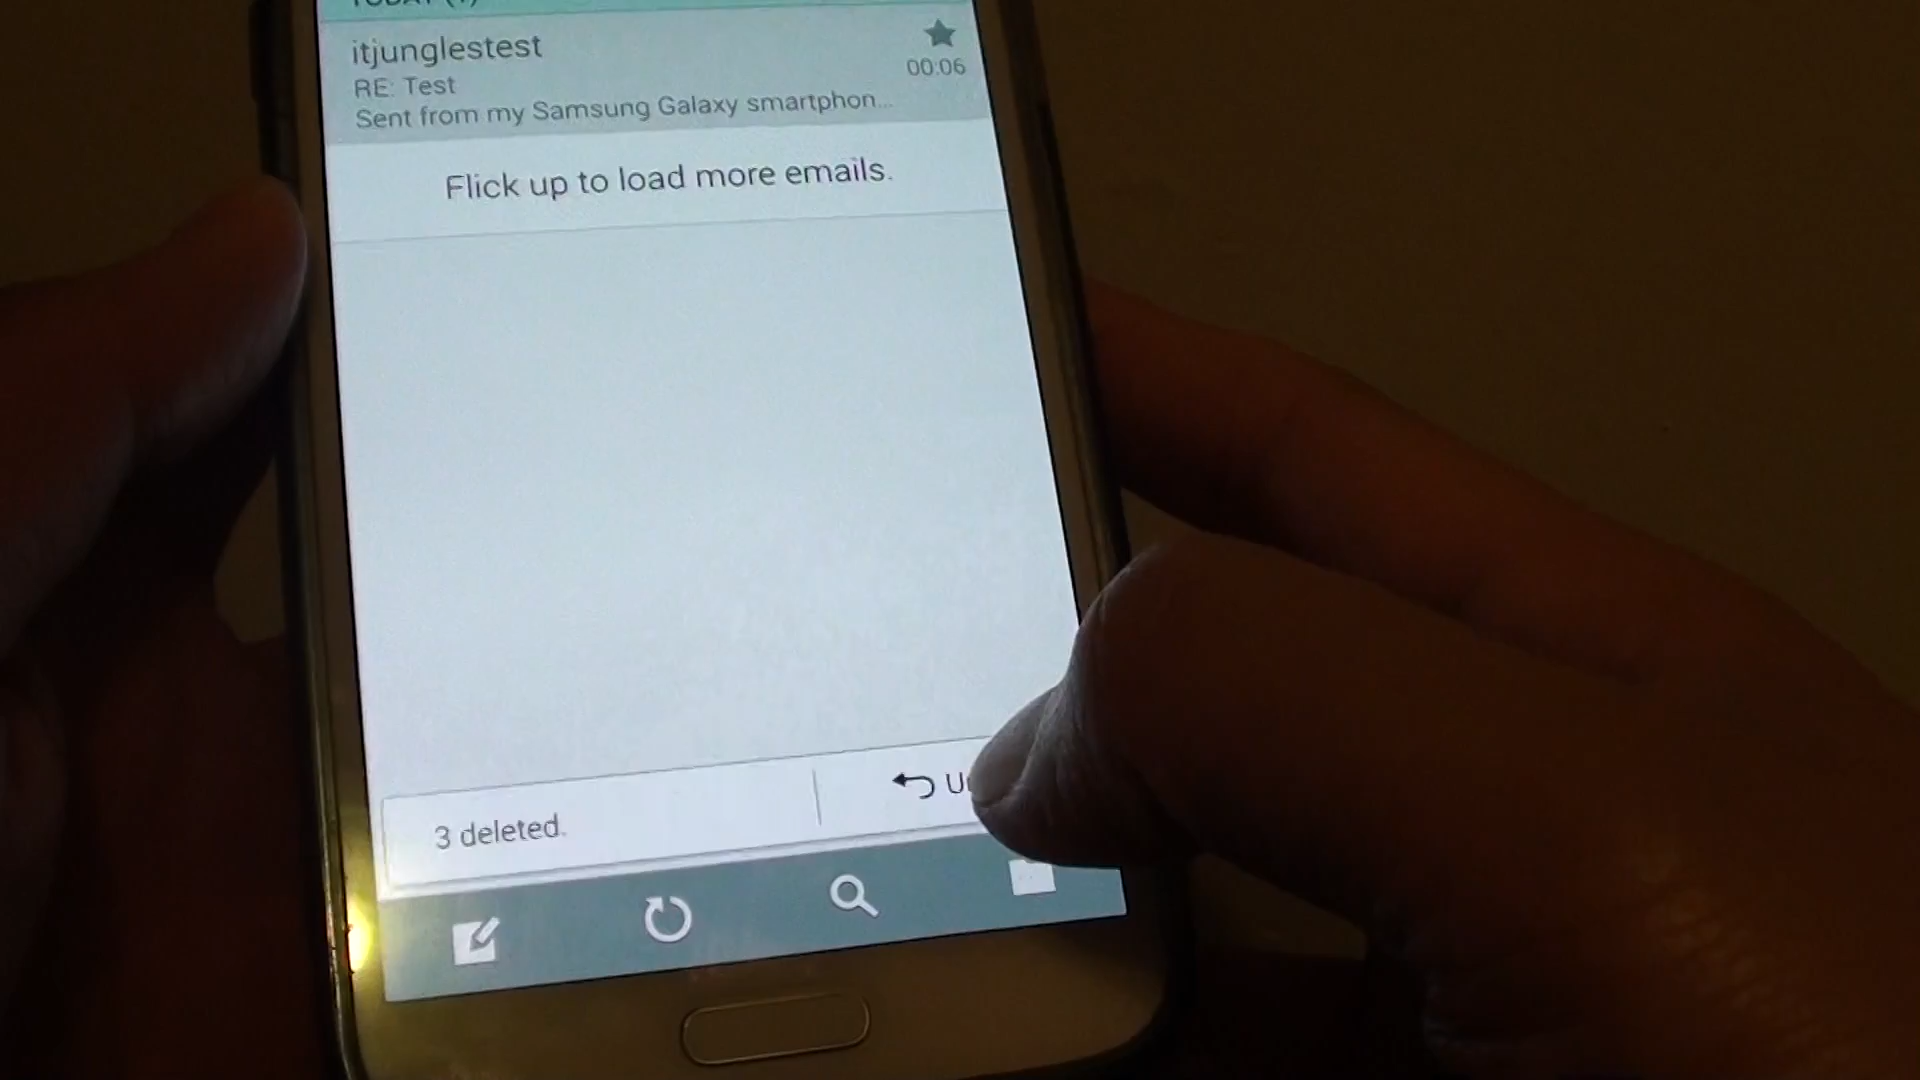 itjunglestest
00:06
RE: Test
Sent from my Samsung Galaxy smartphon...
Flick up to load more emails.
3 deleted.